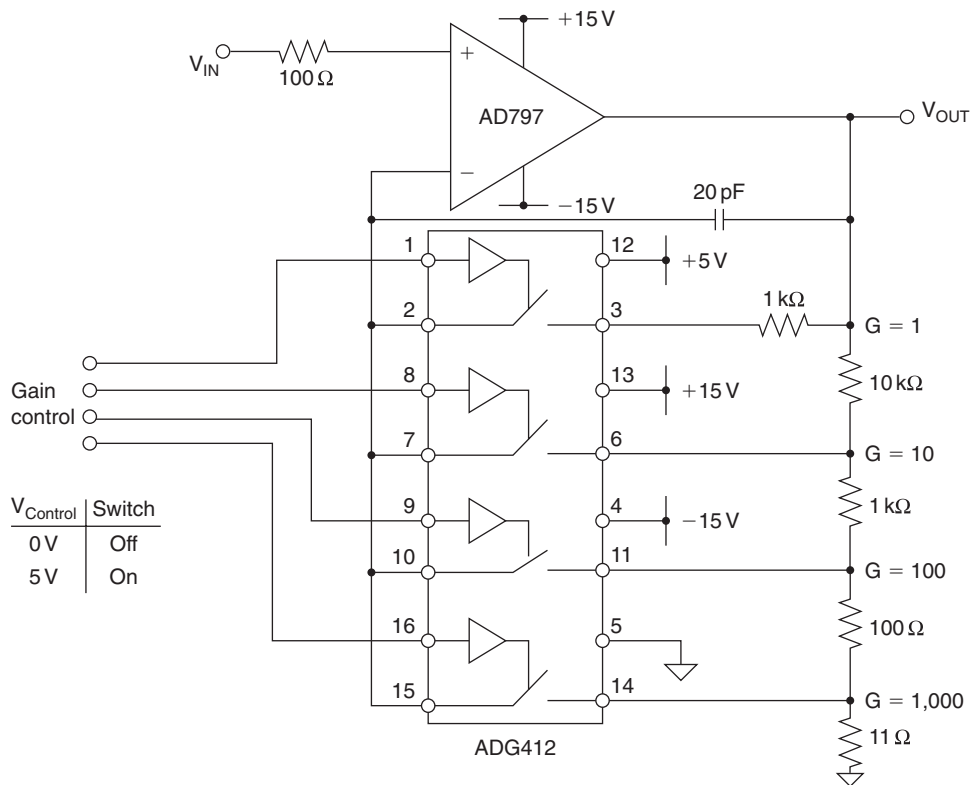 +15 V
V_IN
100 Ω
+
AD797
V_OUT
−
−15 V
20 pF
1
12
+5 V
1 kΩ
2
3
G = 1
8
13
+15 V
10 kΩ
Gain
control
7
6
G = 10
9
4
−15 V
1 kΩ
V_Control Switch
0 V Off
5 V On
10
11
G = 100
16
5
100 Ω
15
14
G = 1,000
11 Ω
ADG412